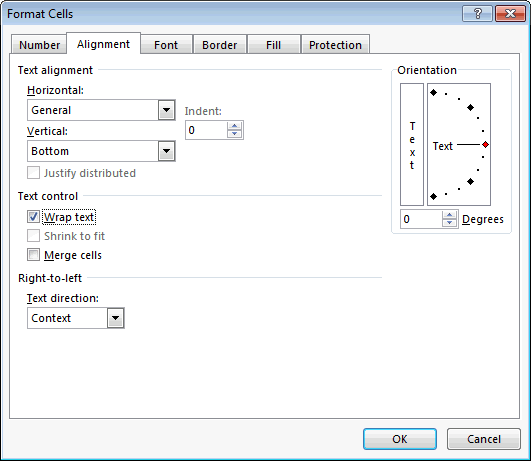 Format Cells
?
Number Alignment Font Border Fill Protection
Text alignment
Horizontal:
General
Indent:
0
Vertical:
Bottom
Justify distributed
Text control
Wrap text
Shrink to fit
Merge cells
Right-to-left
Text direction:
Context
Orientation
T
e
x
t
Text
0 Degrees
OK Cancel